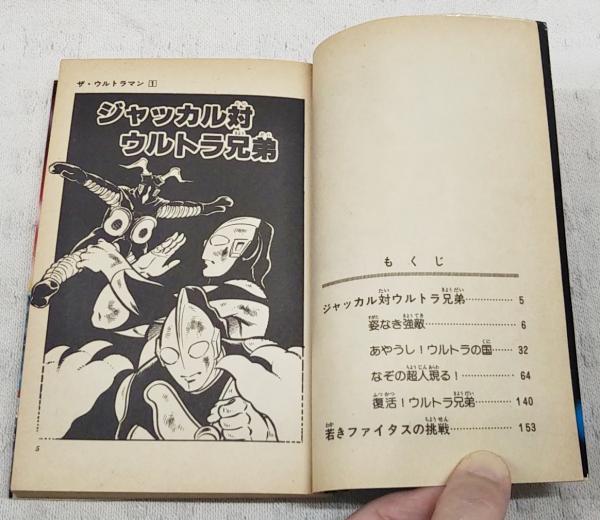 ザ・ウルトラマン 1
ジャッカル対
ウルトラ兄弟
5
もくじ
ジャッカル対ウルトラ兄弟…………5
姿なき強敵…………6
あやうし!ウルトラの国…………32
なぞの超人現る!…………64
復活!ウルトラ兄弟…………140
若きファイタスの挑戦…………153